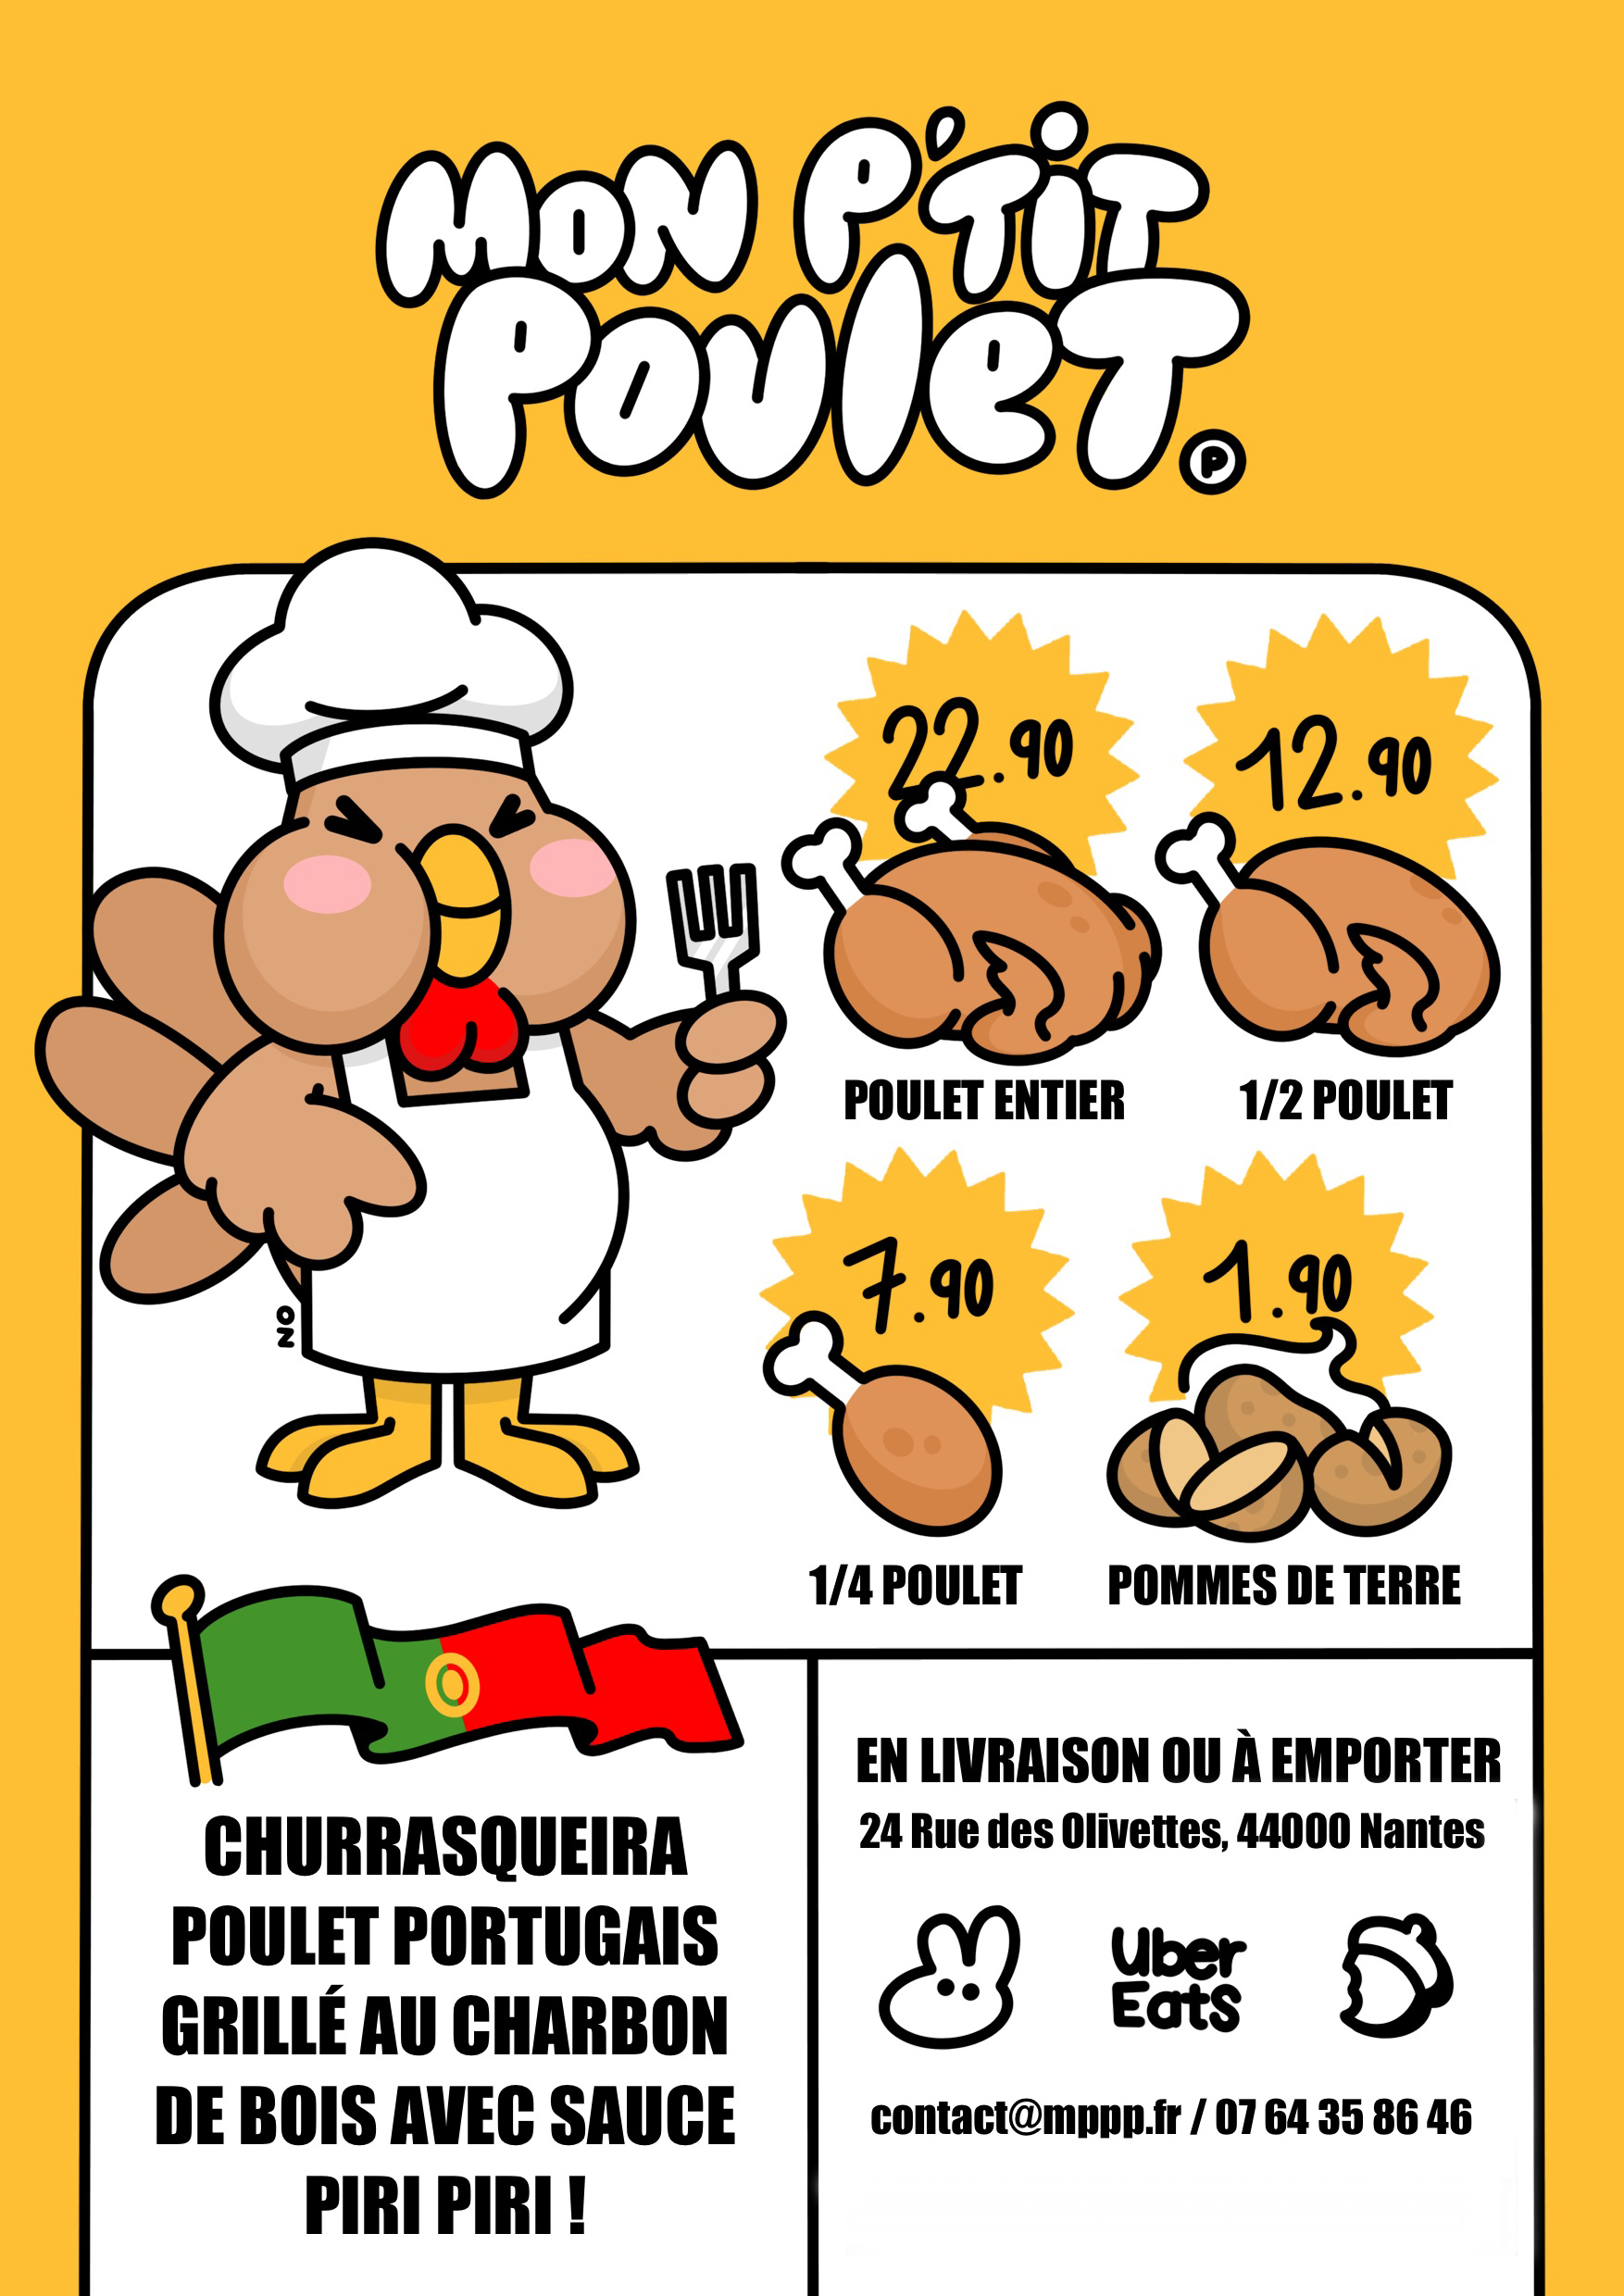 MON P'TIT
POULET
P
22.90
12.90
POULET ENTIER
1/2 POULET
7.90
1.90
1/4 POULET
POMMES DE TERRE
OZ
CHURRASQUEIRA
POULET PORTUGAIS
GRILLÉ AU CHARBON
DE BOIS AVEC SAUCE
PIRI PIRI !
EN LIVRAISON OU À EMPORTER
24 Rue des Olivettes, 44000 Nantes
Uber
Eats
contact@mppp.fr / 07 64 35 86 46